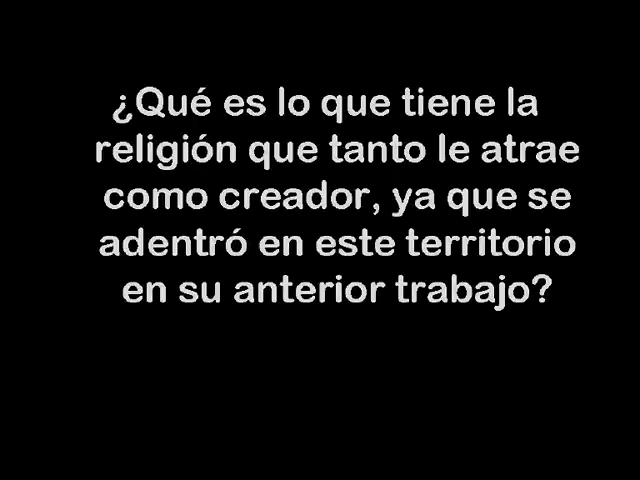 ¿Qué es lo que tiene la
religión que tanto le atrae
como creador, ya que se
adentró en este territorio
en su anterior trabajo?